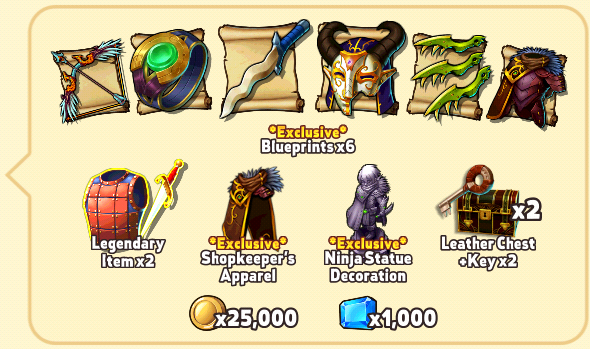 *Exclusive*
Blueprints x6
Legendary
Item x2
*Exclusive*
Shopkeeper's
Apparel
*Exclusive*
Ninja Statue
Decoration
x2
Leather Chest
+Key x2
x25,000
x1,000